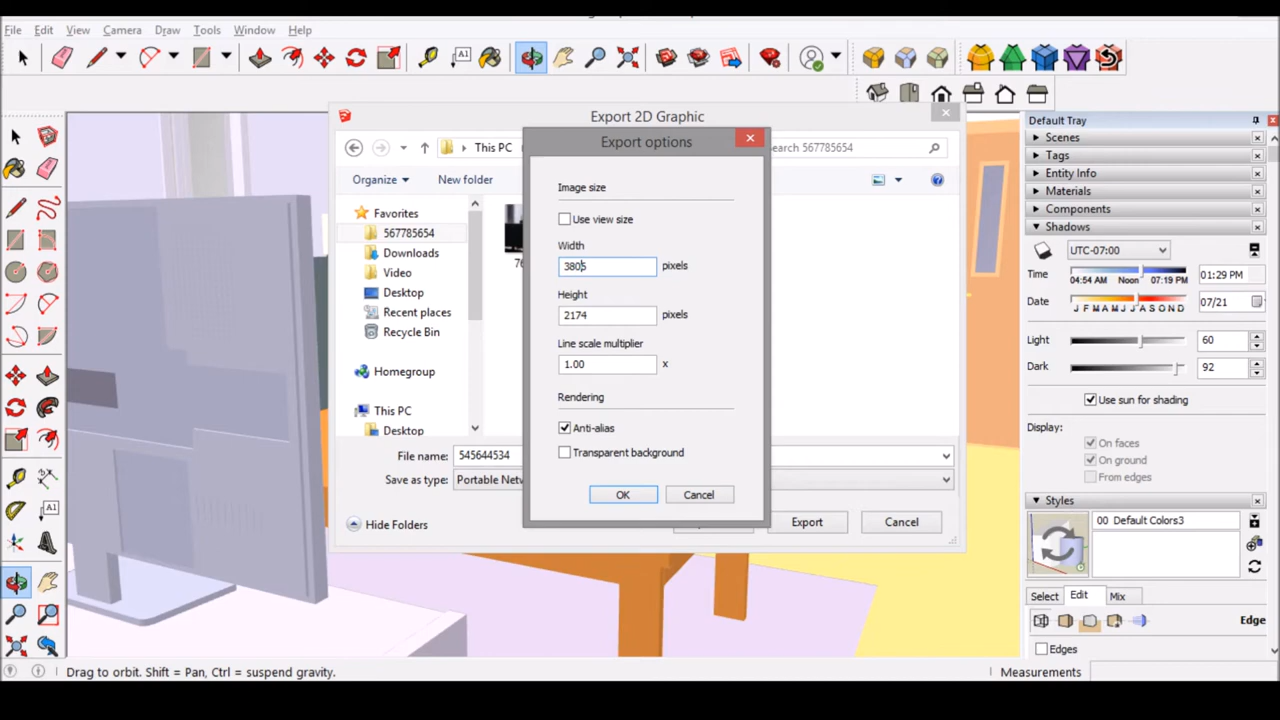 File Edit View Camera Draw Tools Window Help
A1
Export 2D Graphic
This PC
Search 567785654
Export options
Organize
New folder
Favorites
567785654
Downloads
Video
Desktop
Recent places
Recycle Bin
Homegroup
This PC
Desktop
76
Image size
Use view size
Width
3805 pixels
Height
2174 pixels
Line scale multiplier
1.00 x
Rendering
Anti-alias
Transparent background
OK Cancel
File name: 545644534
Save as type: Portable Netw
Hide Folders
Export
Cancel
Default Tray
Scenes
Tags
Entity Info
Materials
Components
Shadows
UTC-07:00
Time 04:54 AM Noon 07:19 PM 01:29 PM
Date J F M A M J J A S O N D 07/21
Light 60
Dark 92
Use sun for shading
Display:
On faces
On ground
From edges
Styles
00 Default Colors3
Select Edit Mix
Edge
Edges
A1
Drag to orbit. Shift = Pan, Ctrl = suspend gravity.
Measurements